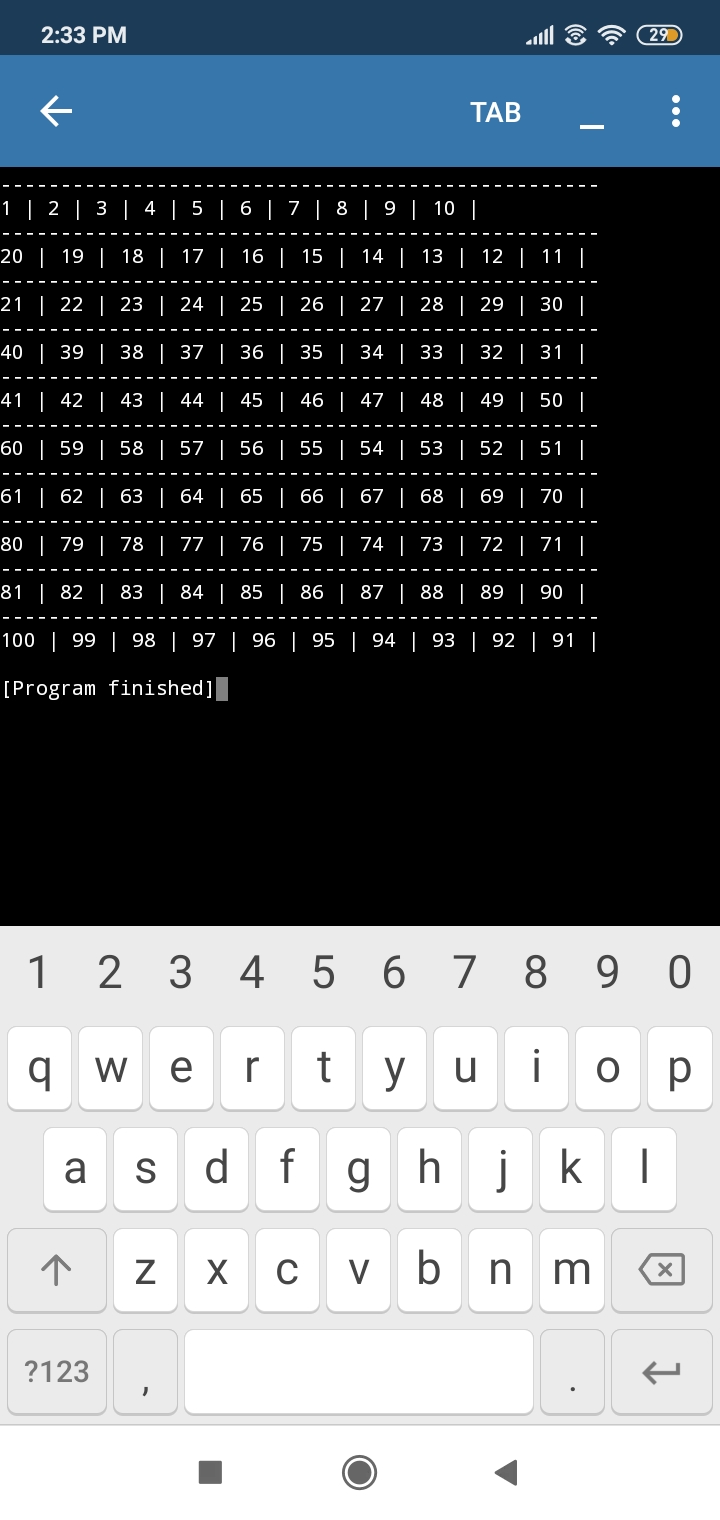 2:33 PM 29
TAB _
--------------------------------------------------
1 | 2 | 3 | 4 | 5 | 6 | 7 | 8 | 9 | 10 |
--------------------------------------------------
20 | 19 | 18 | 17 | 16 | 15 | 14 | 13 | 12 | 11 |
--------------------------------------------------
21 | 22 | 23 | 24 | 25 | 26 | 27 | 28 | 29 | 30 |
--------------------------------------------------
40 | 39 | 38 | 37 | 36 | 35 | 34 | 33 | 32 | 31 |
--------------------------------------------------
41 | 42 | 43 | 44 | 45 | 46 | 47 | 48 | 49 | 50 |
--------------------------------------------------
60 | 59 | 58 | 57 | 56 | 55 | 54 | 53 | 52 | 51 |
--------------------------------------------------
61 | 62 | 63 | 64 | 65 | 66 | 67 | 68 | 69 | 70 |
--------------------------------------------------
80 | 79 | 78 | 77 | 76 | 75 | 74 | 73 | 72 | 71 |
--------------------------------------------------
81 | 82 | 83 | 84 | 85 | 86 | 87 | 88 | 89 | 90 |
--------------------------------------------------
100 | 99 | 98 | 97 | 96 | 95 | 94 | 93 | 92 | 91 |
[Program finished]
1 2 3 4 5 6 7 8 9 0
q w e r t y u i o p
a s d f g h j k l
z x c v b n m
?123 , .